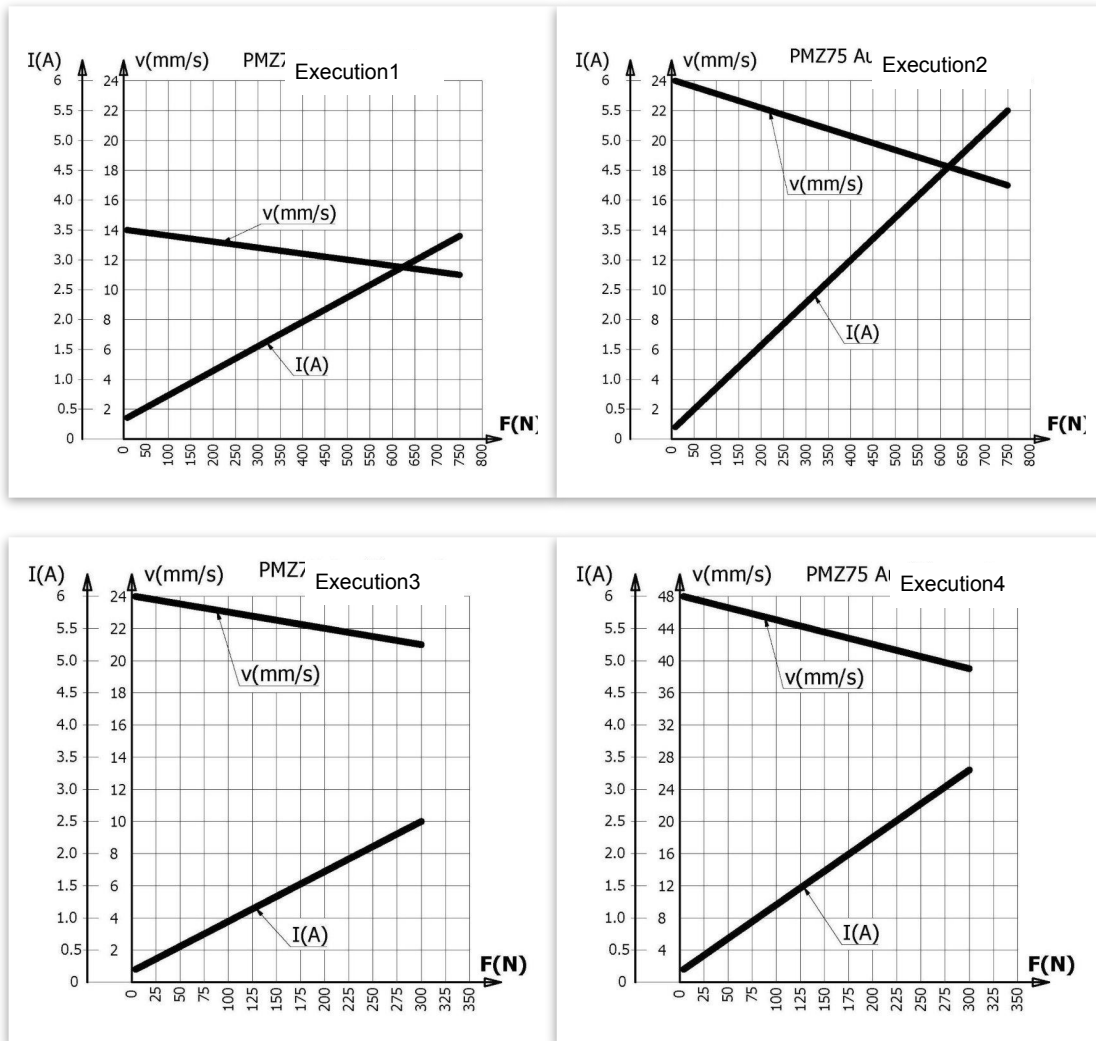 I(A) v(mm/s) PMZ7 Execution1
6 24
5.5 22
5.0 20
4.5 18
4.0 16
3.5 14 v(mm/s)
3.0 12
2.5 10
2.0 8
1.5 6 I(A)
1.0 4
0.5 2 F(N)
0
0 50 100 150 200 250 300 350 400 450 500 550 600 650 700 750 800
I(A) v(mm/s) PMZ75 Au Execution2
6 24
5.5 22
5.0 20
4.5 18 v(mm/s)
4.0 16
3.5 14
3.0 12
2.5 10
2.0 8 I(A)
1.5 6
1.0 4
0.5 2 F(N)
0
0 50 100 150 200 250 300 350 400 450 500 550 600 650 700 750 800
I(A) v(mm/s) PMZ7 Execution3
6 24
5.5 22
5.0 20 v(mm/s)
4.5 18
4.0 16
3.5 14
3.0 12
2.5 10
2.0 8
1.5 6
1.0 4 I(A)
0.5 2 F(N)
0
0 25 50 75 100 125 150 175 200 225 250 275 300 350
I(A) v(mm/s) PMZ75 Au Execution4
6 48
5.5 44
5.0 40 v(mm/s)
4.5 36
4.0 32
3.5 28
3.0 24
2.5 20
2.0 16
1.5 12
1.0 8 I(A)
0.5 4 F(N)
0
0 25 50 75 100 125 150 175 200 225 250 275 300 350